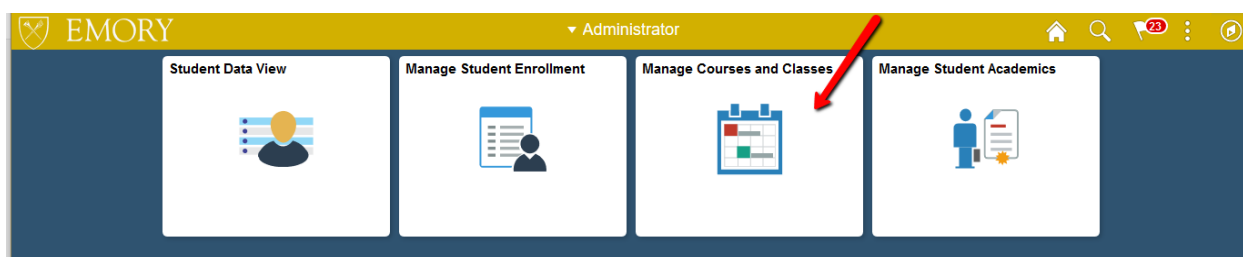 EMORY
Administrator
23
Student Data View
Manage Student Enrollment
Manage Courses and Classes
Manage Student Academics